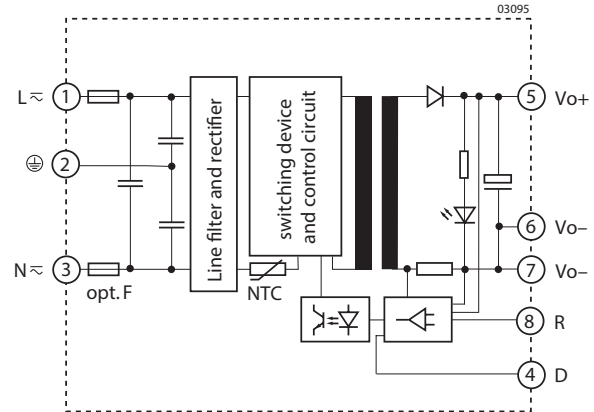 03095
L ⎓
1
5
Vo+
2
Line filter and rectifier
switching device
and control circuit
6
Vo–
N ⎓
3
7
Vo–
opt. F
NTC
8
R
4
D